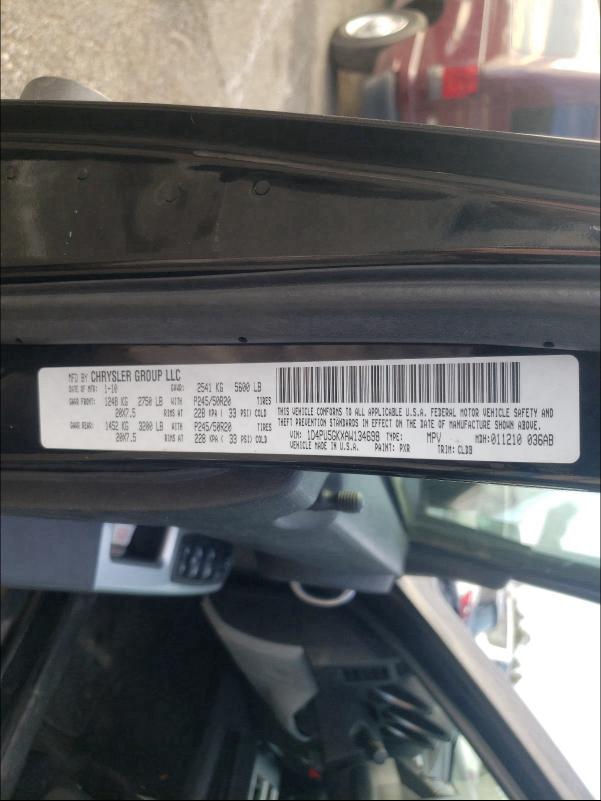 MFD BY CHRYSLER GROUP LLC
DATE OF MFR: 1-10 GVWR: 2541 KG 5600 LB
GAWR FRONT: 1248 KG 2750 LB WITH P245/50R20 TIRES
20X7.5 RIMS AT 228 KPA ( 33 PSI) COLD
GAWR REAR: 1452 KG 3200 LB WITH P245/50R20 TIRES
20X7.5 RIMS AT 228 KPA ( 33 PSI) COLD
THIS VEHICLE CONFORMS TO ALL APPLICABLE U.S.A. FEDERAL MOTOR VEHICLE SAFETY AND
THEFT PREVENTION STANDARDS IN EFFECT ON THE DATE OF MANUFACTURE SHOWN ABOVE.
VIN: 1D4PU5GKXAW134698 TYPE: MPV MDH: 011210 036AB
VEHICLE MADE IN U.S.A. PAINT: PXR TRIM: CLDB